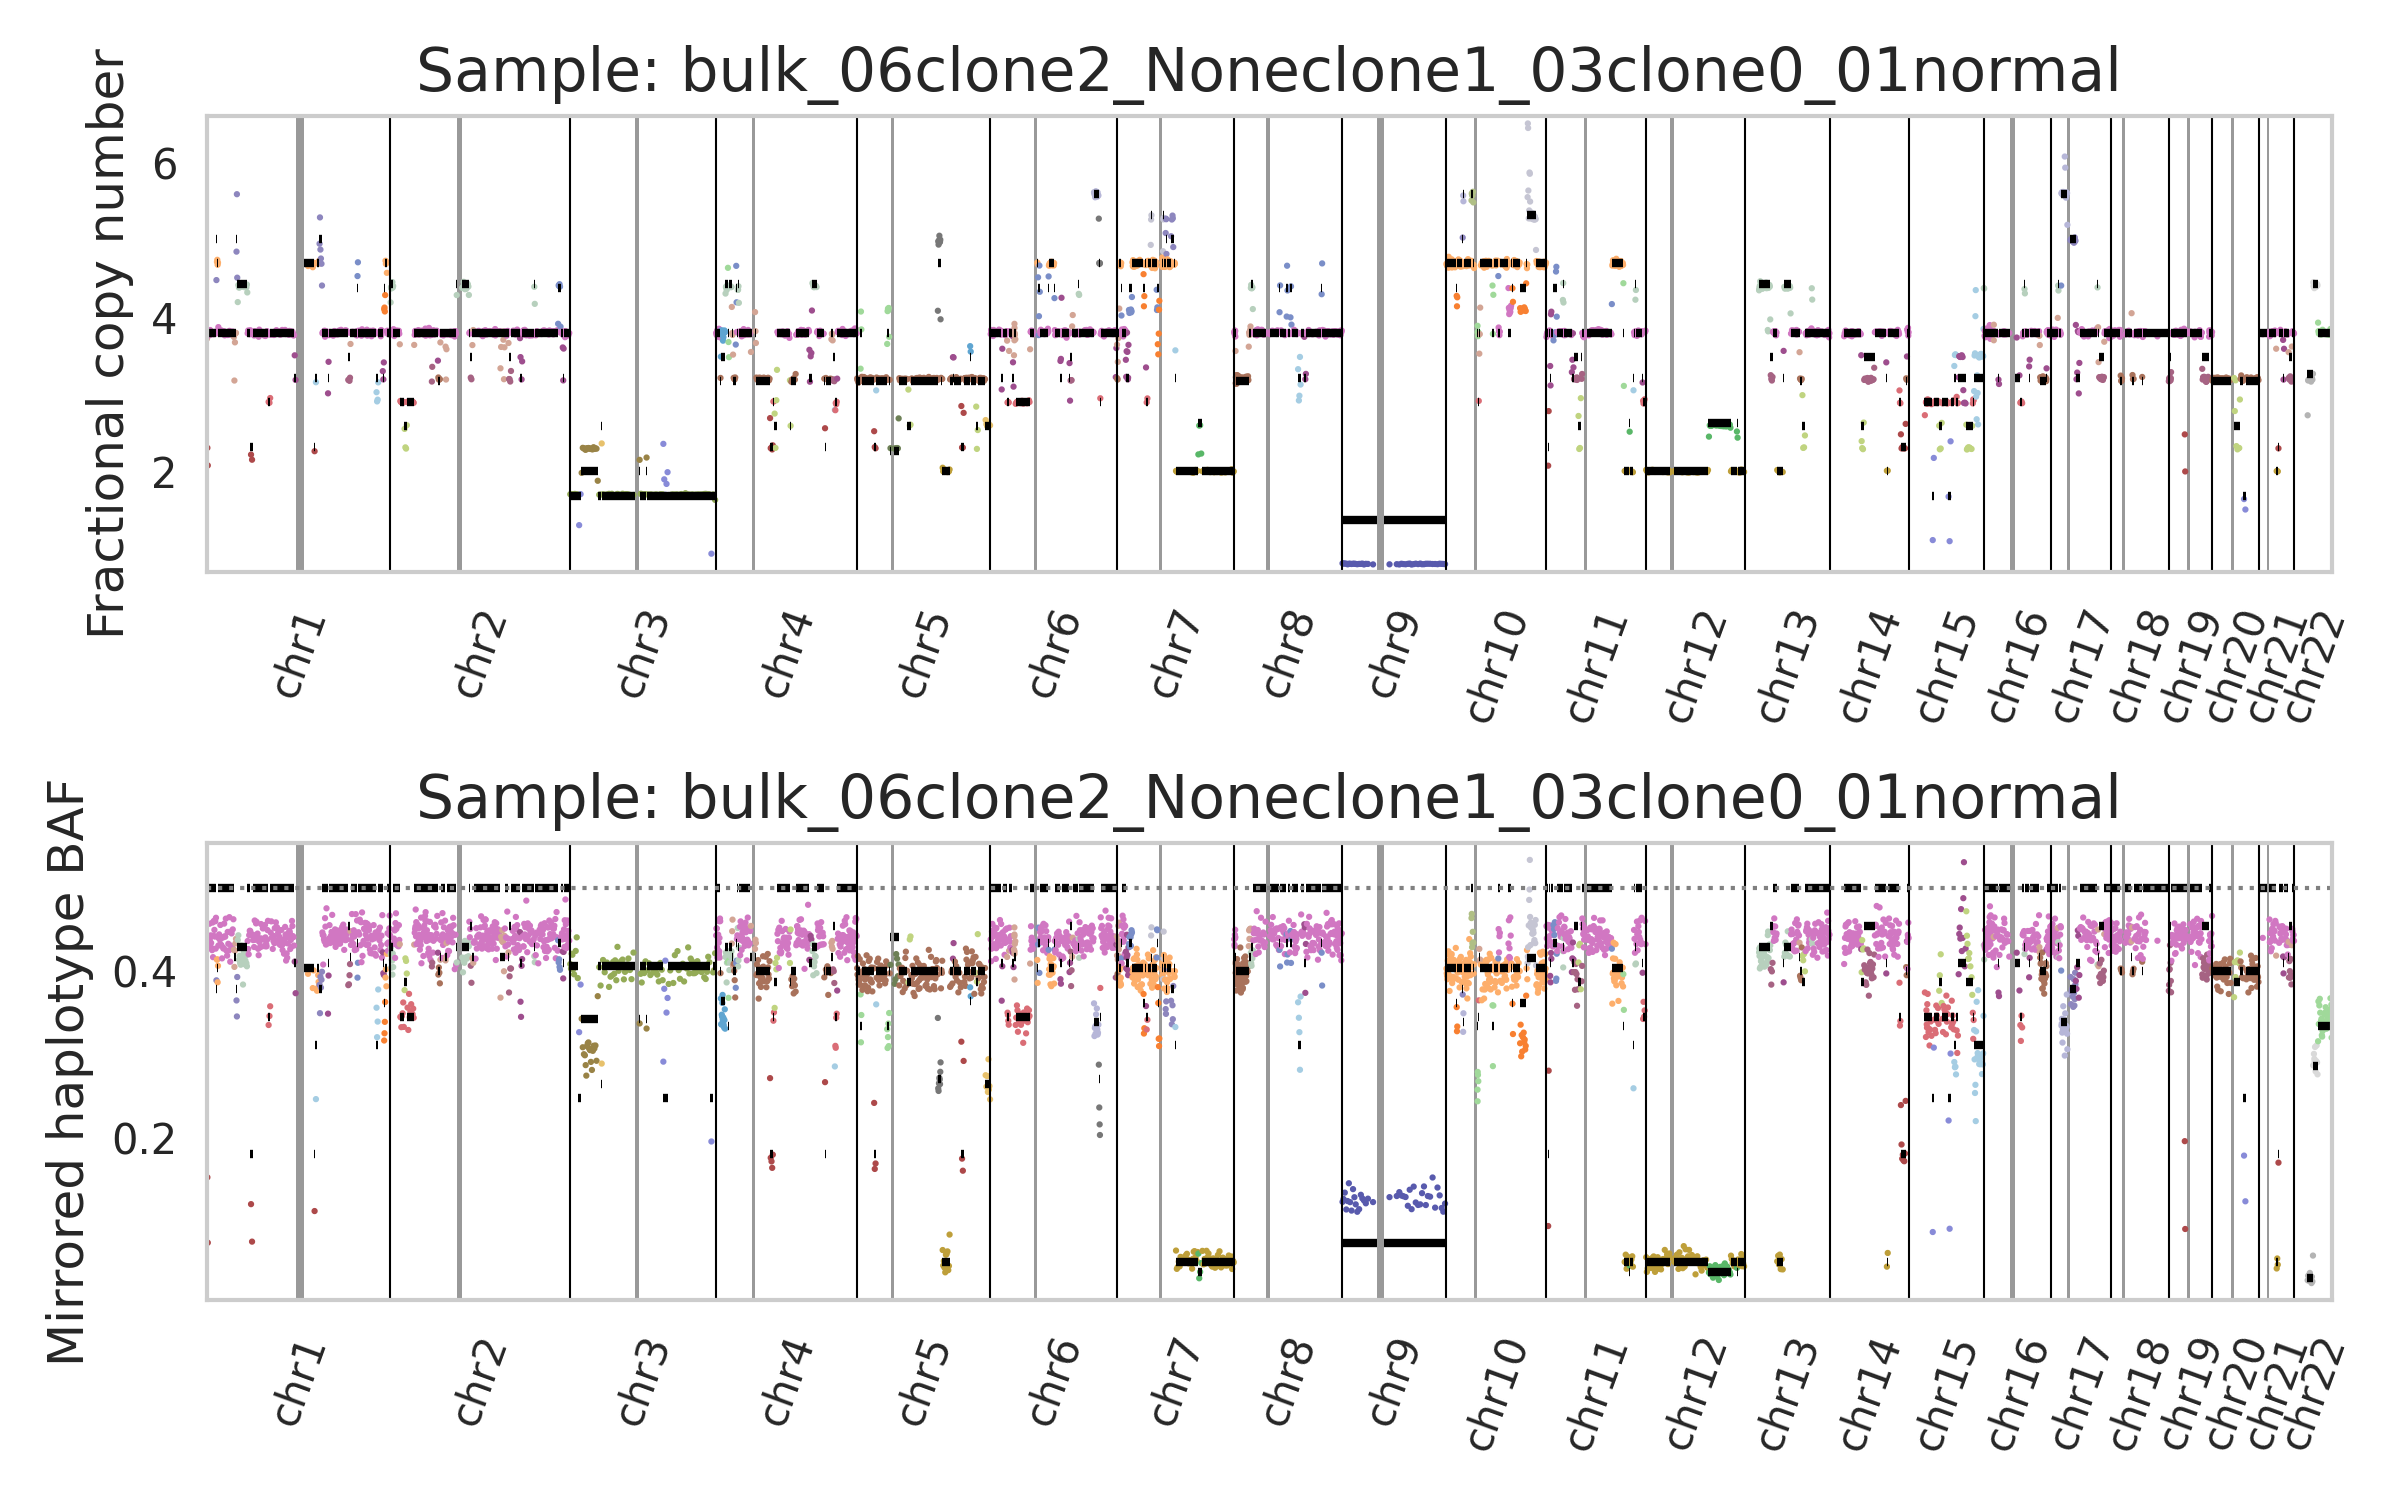 Sample: bulk_06clone2_Noneclone1_03clone0_01normal
Fractional copy number
6
4
2
chr1
chr2
chr3
chr4
chr5
chr6
chr7
chr8
chr9
chr10
chr11
chr12
chr13
chr14
chr15
chr16
chr17
chr18
chr19
chr20
chr21
chr22
Sample: bulk_06clone2_Noneclone1_03clone0_01normal
Mirrored haplotype BAF
0.4
0.2
chr1
chr2
chr3
chr4
chr5
chr6
chr7
chr8
chr9
chr10
chr11
chr12
chr13
chr14
chr15
chr16
chr17
chr18
chr19
chr20
chr21
chr22